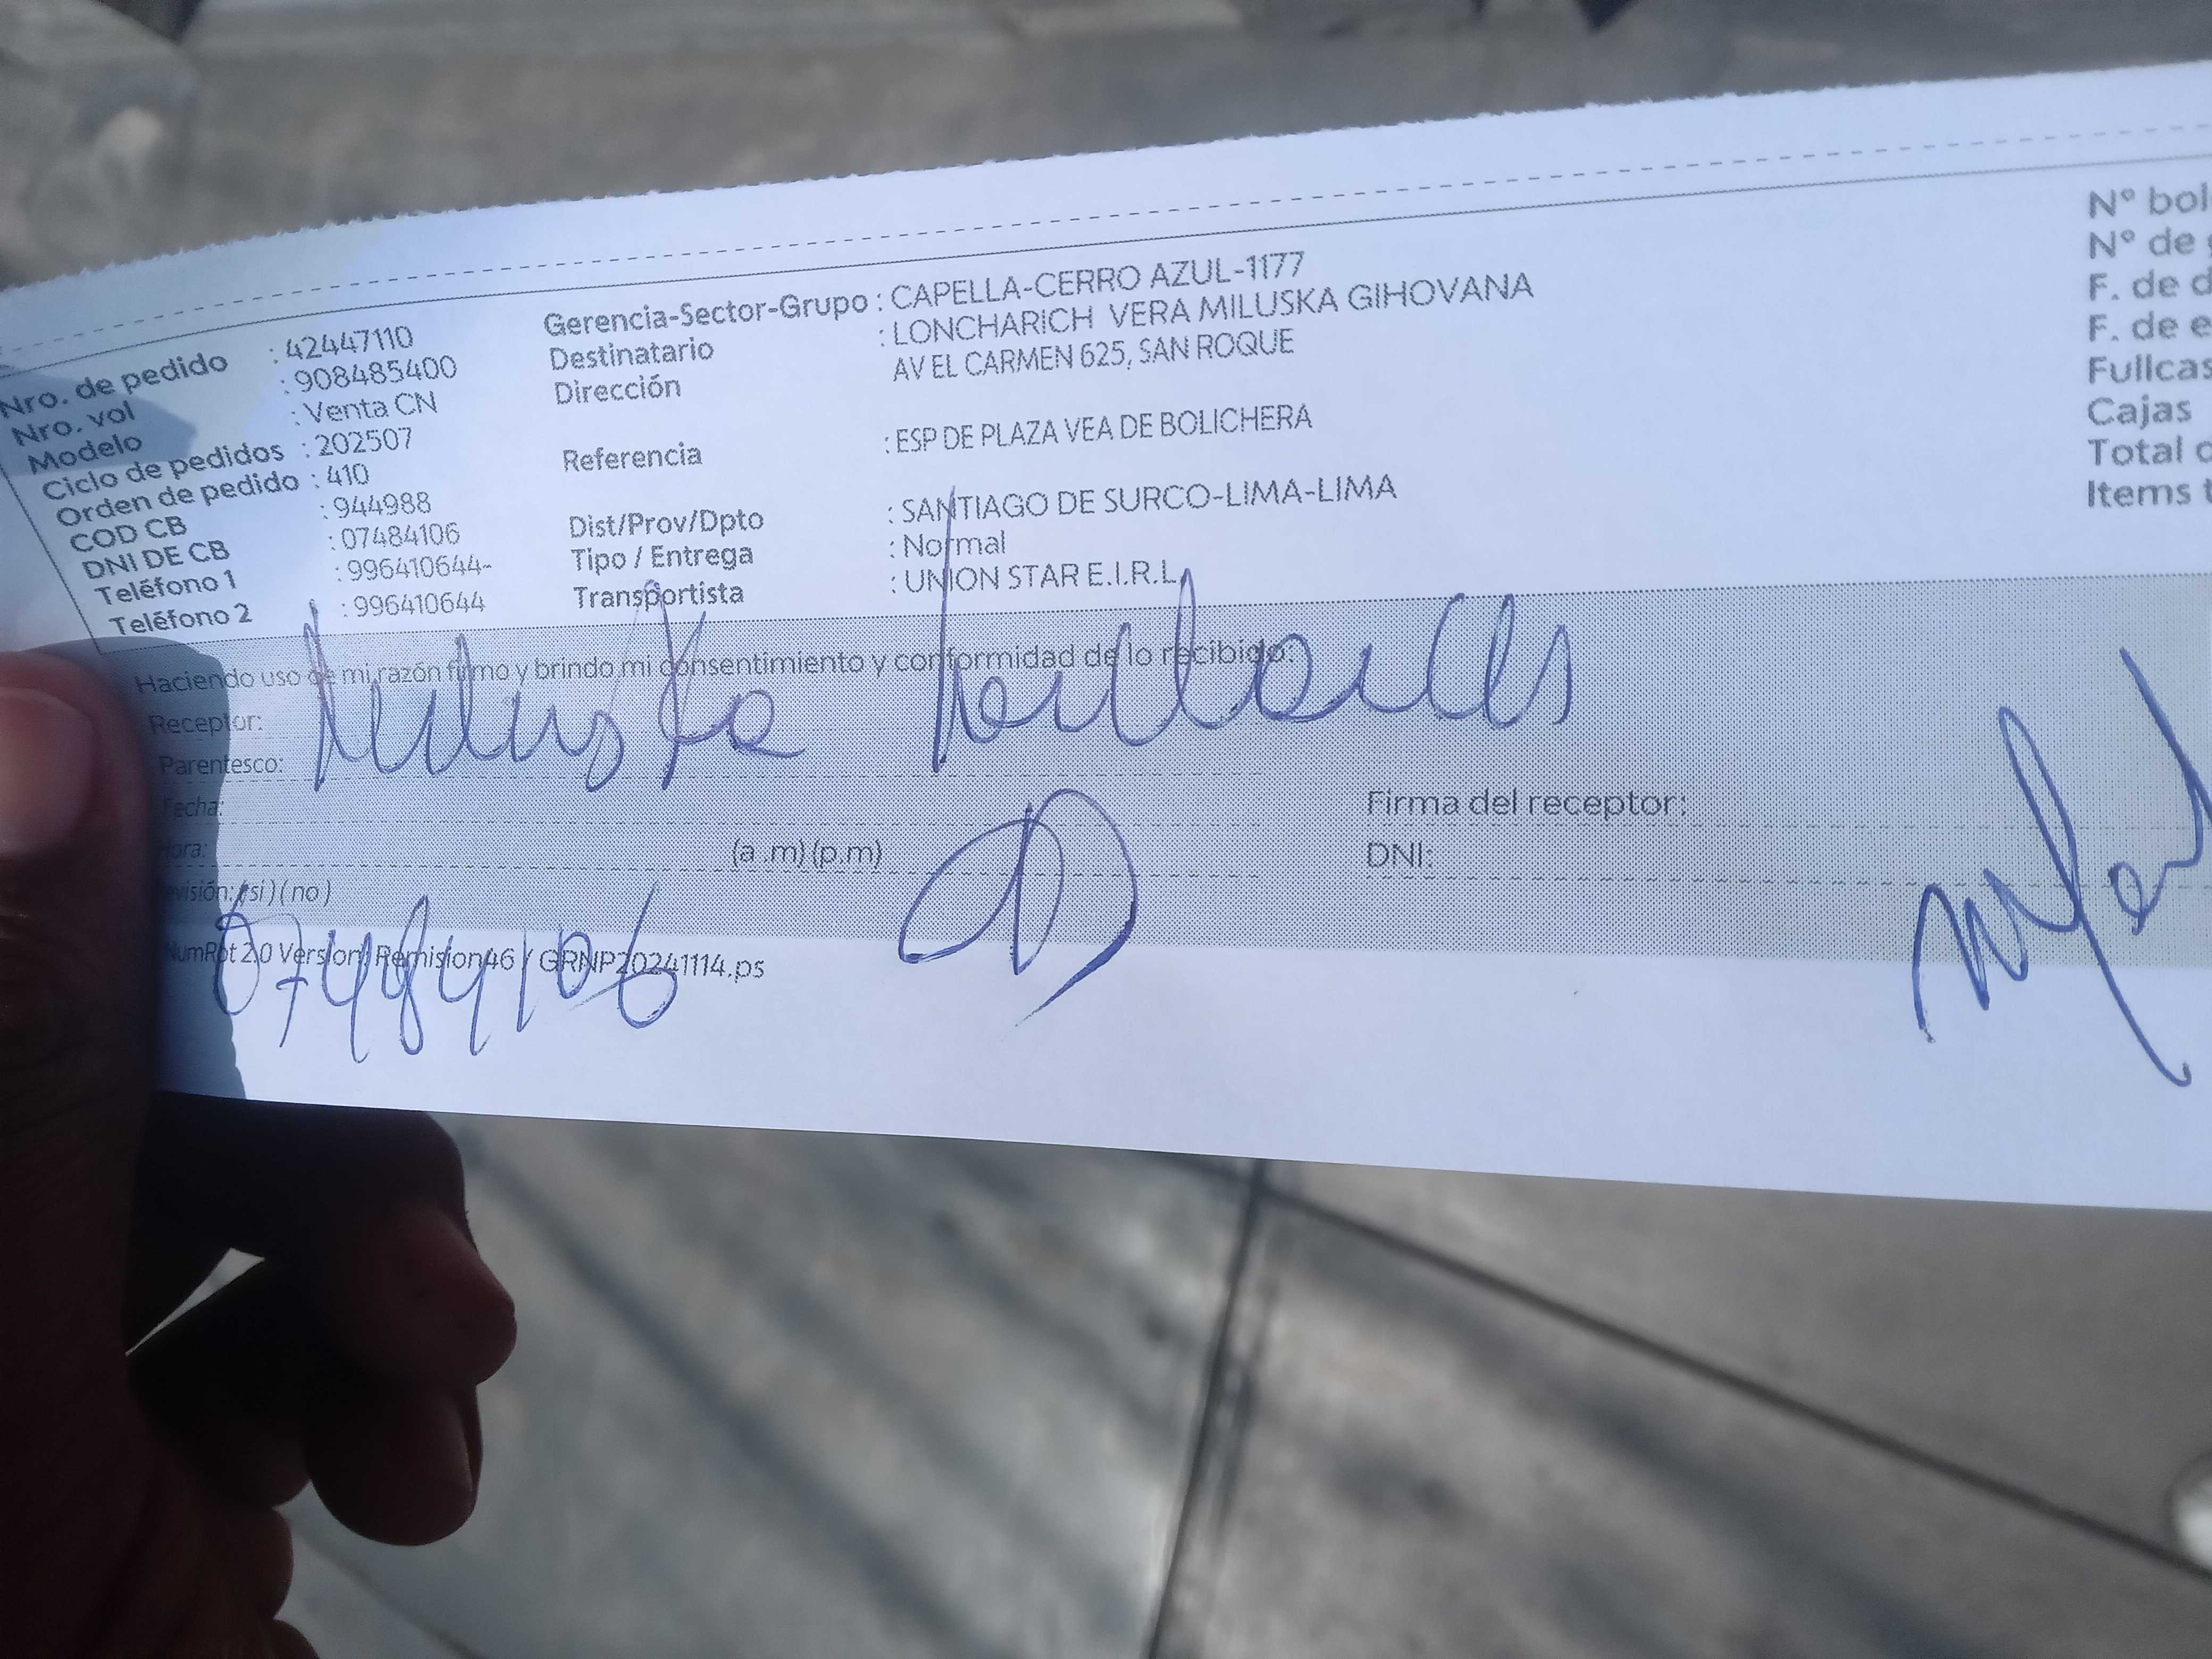 Nro. de pedido : 42447110
Nro. vol : 908485400
Modelo : Venta CN
Ciclo de pedidos : 202507
Orden de pedido : 410
COD CB : 944988
DNI DE CB : 07484106
Teléfono 1 : 996410644-
Teléfono 2 : 996410644
Gerencia-Sector-Grupo : CAPELLA-CERRO AZUL-1177
Destinatario : LONCHARICH VERA MILUSKA GIHOVANA
Dirección AV EL CARMEN 625, SAN ROQUE
Referencia : ESP DE PLAZA VEA DE BOLICHERA
Dist/Prov/Dpto : SANTIAGO DE SURCO-LIMA-LIMA
Tipo / Entrega : Normal
Transportista : UNION STAR E.I.R.L.
Nº bol
Nº de
F. de d
F. de e
Fullcas
Cajas
Total
Items t
Haciendo uso de mi razón firmo y brindo mi consentimiento y conformidad de lo recibido:
Receptor: Miluska
Parentesco:
Fecha:
ora: (a .m) (p.m)
evisión: ( si ) ( no )
Firma del receptor:
DNI:
NumRpt 2.0 Version: Remision46 / GRNP20241114.ps
07484106